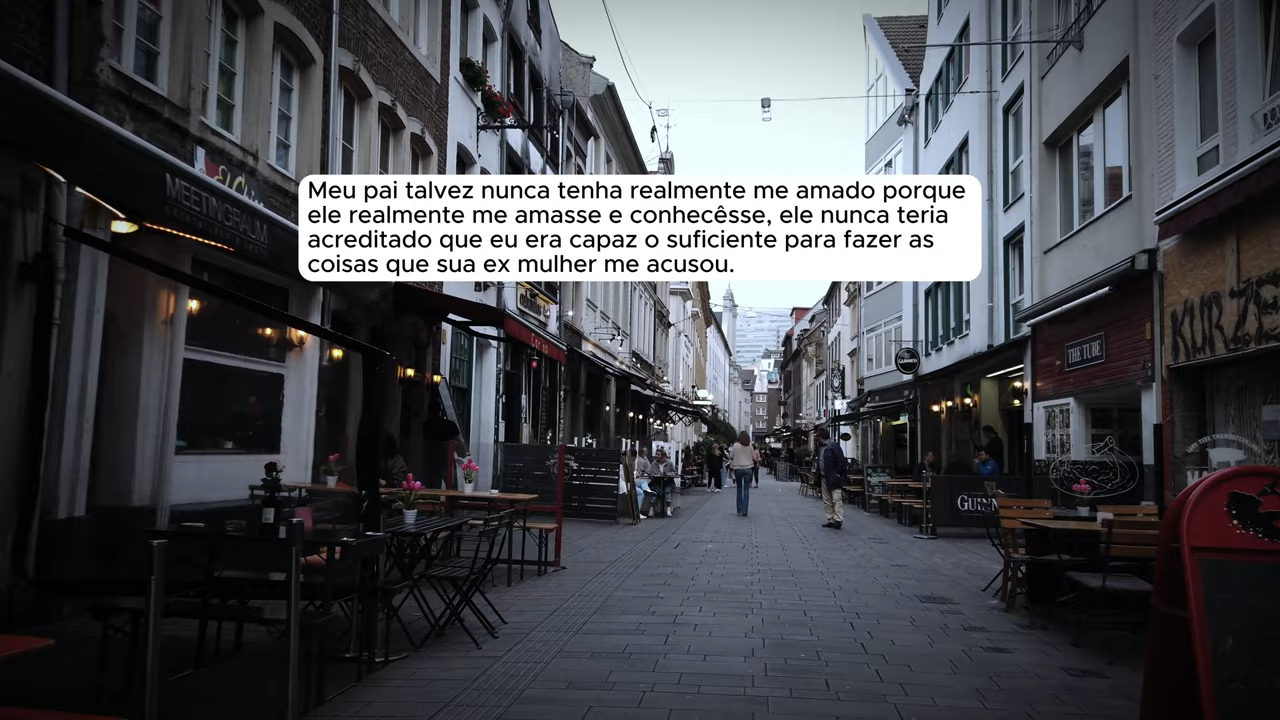 Meu pai talvez nunca tenha realmente me amado porque
ele realmente me amasse e conhecêsse, ele nunca teria
acreditado que eu era capaz o suficiente para fazer as
coisas que sua ex mulher me acusou.
MEETINGRAUM
THE TUBE
GUINNESS
KURZE